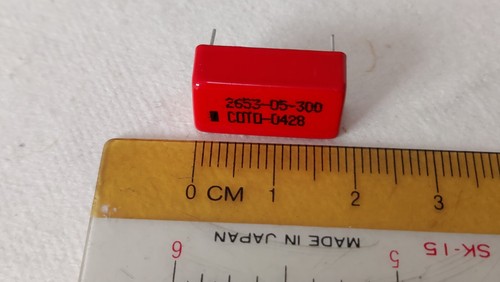 2653-05-300
COTO-0428
0 CM 1 2 3
MADE IN JAPAN
SK-15
6 5